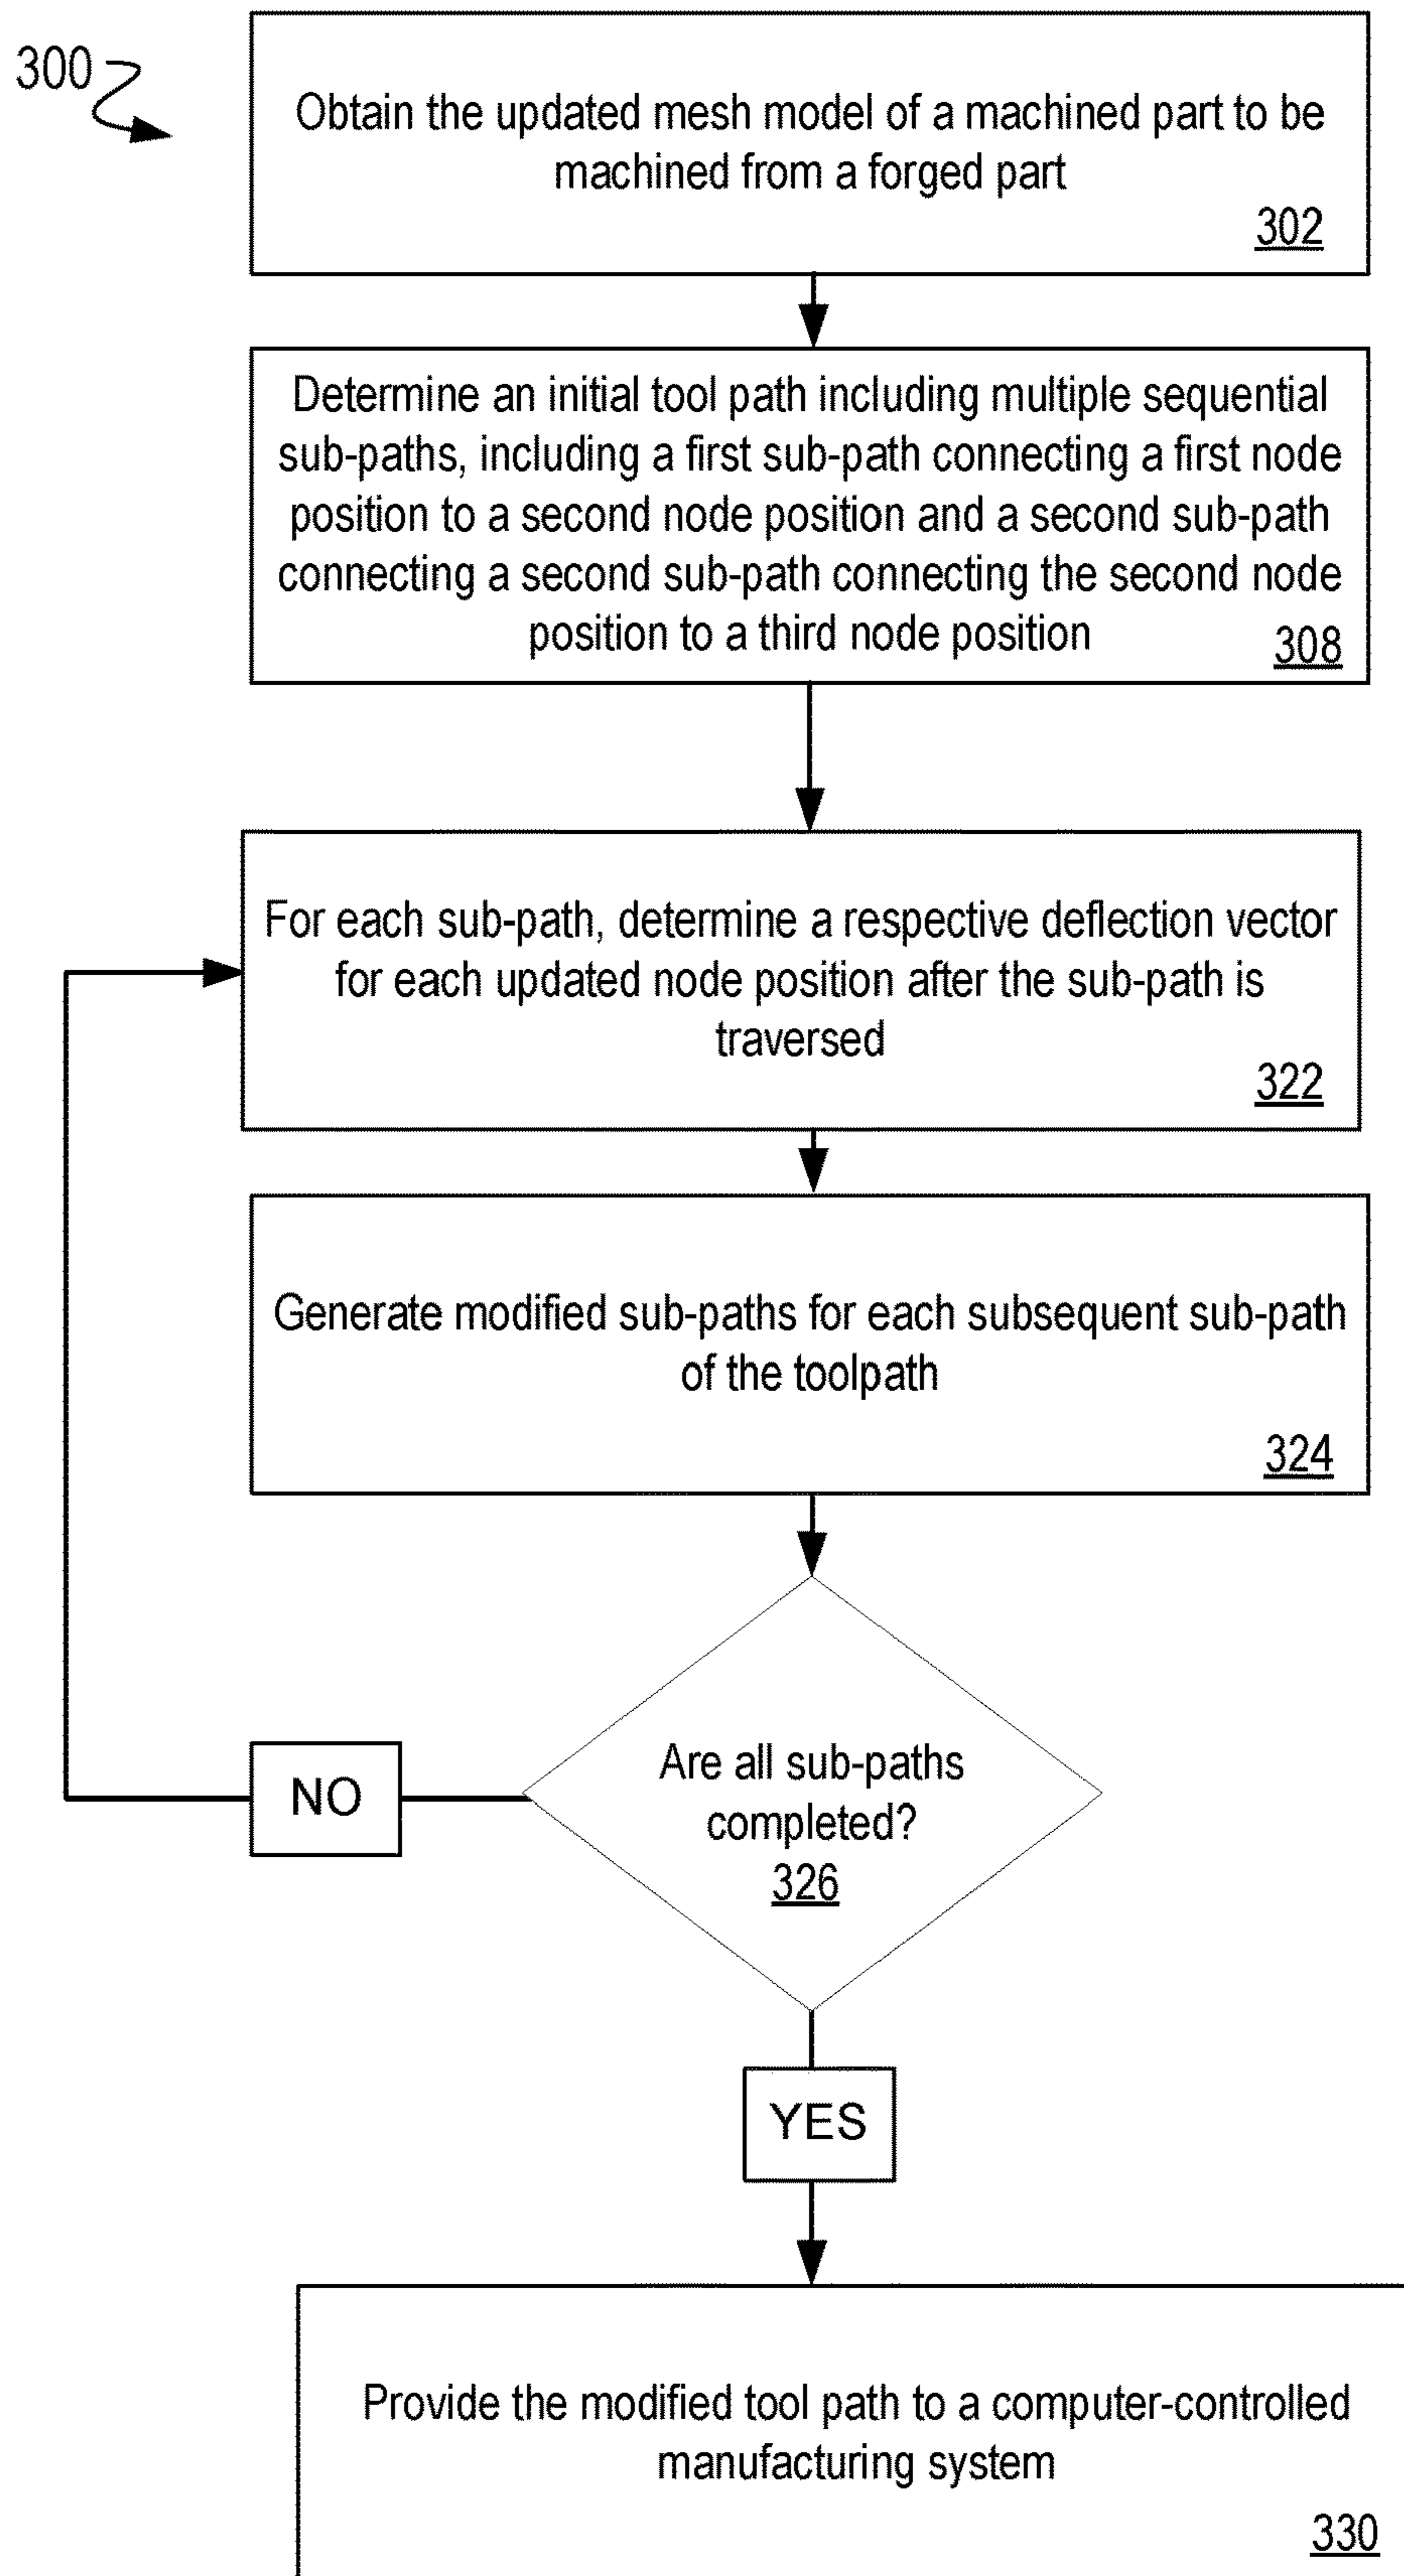 300
Obtain the updated mesh model of a machined part to be
machined from a forged part
302
Determine an initial tool path including multiple sequential
sub-paths, including a first sub-path connecting a first node
position to a second node position and a second sub-path
connecting a second sub-path connecting the second node
position to a third node position
308
For each sub-path, determine a respective deflection vector
for each updated node position after the sub-path is
traversed
322
Generate modified sub-paths for each subsequent sub-path
of the toolpath
324
Are all sub-paths
completed?
326
NO
YES
Provide the modified tool path to a computer-controlled
manufacturing system
330